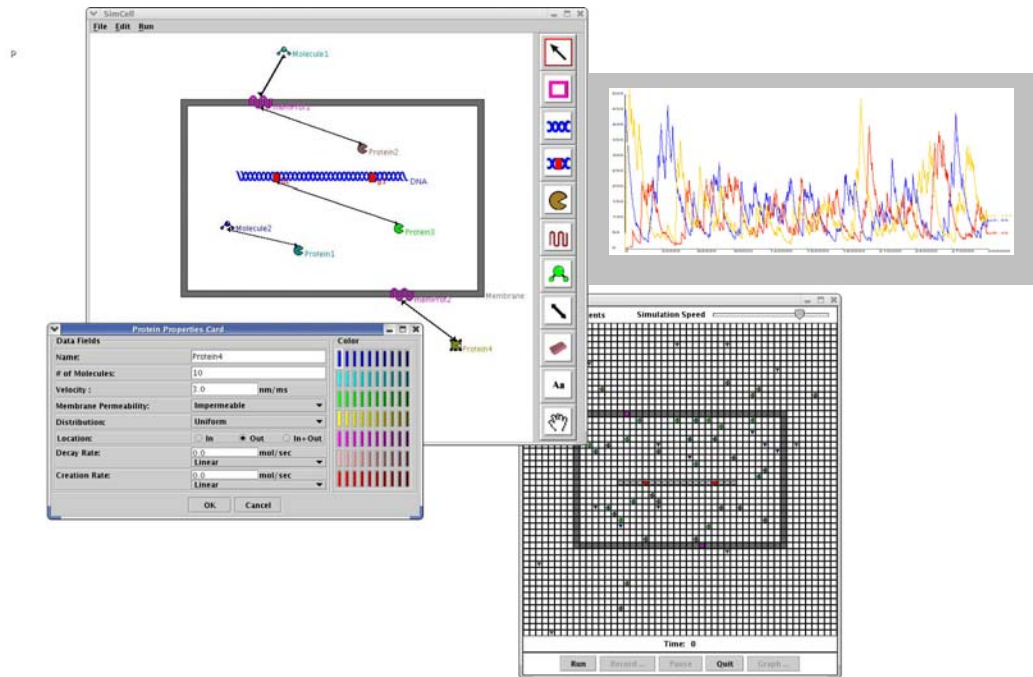 P
SimCell
File Edit Run
Molecule1
Protein2
DNA
Molecule2
Protein3
Protein1
Membrane
memProt2
Protein4
Aa
Protein Properties Card
Data Fields
Color
Name: Protein4
# of Molecules: 10
Velocity : 1.0 nm/ms
Membrane Permeability: Impermeable
Distribution: Uniform
Location: In Out In+Out
Decay Rate: 0.0 mol/sec
Linear
Creation Rate: 0.0 mol/sec
Linear
OK Cancel
Simulation Speed
Time: 0
Run Record ... Pause Quit Graph ...